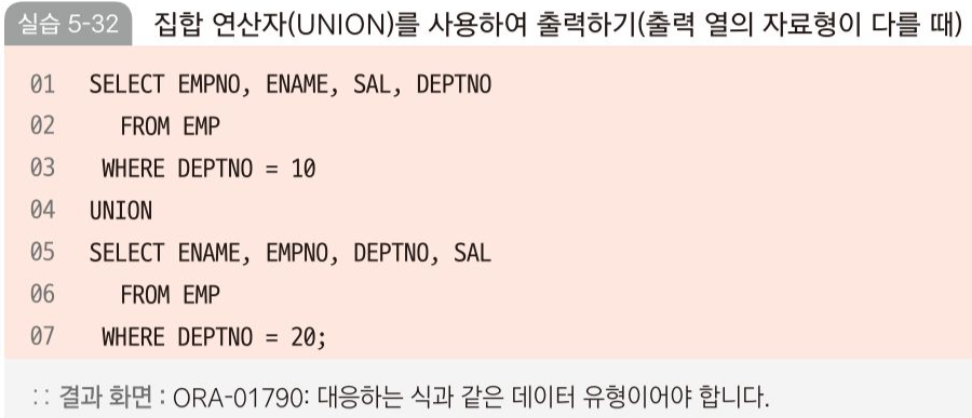 실습 5-32 집합 연산자(UNION)를 사용하여 출력하기(출력 열의 자료형이 다를 때)
01 SELECT EMPNO, ENAME, SAL, DEPTNO
02 FROM EMP
03 WHERE DEPTNO = 10
04 UNION
05 SELECT ENAME, EMPNO, DEPTNO, SAL
06 FROM EMP
07 WHERE DEPTNO = 20;
:: 결과 화면 : ORA-01790: 대응하는 식과 같은 데이터 유형이어야 합니다.